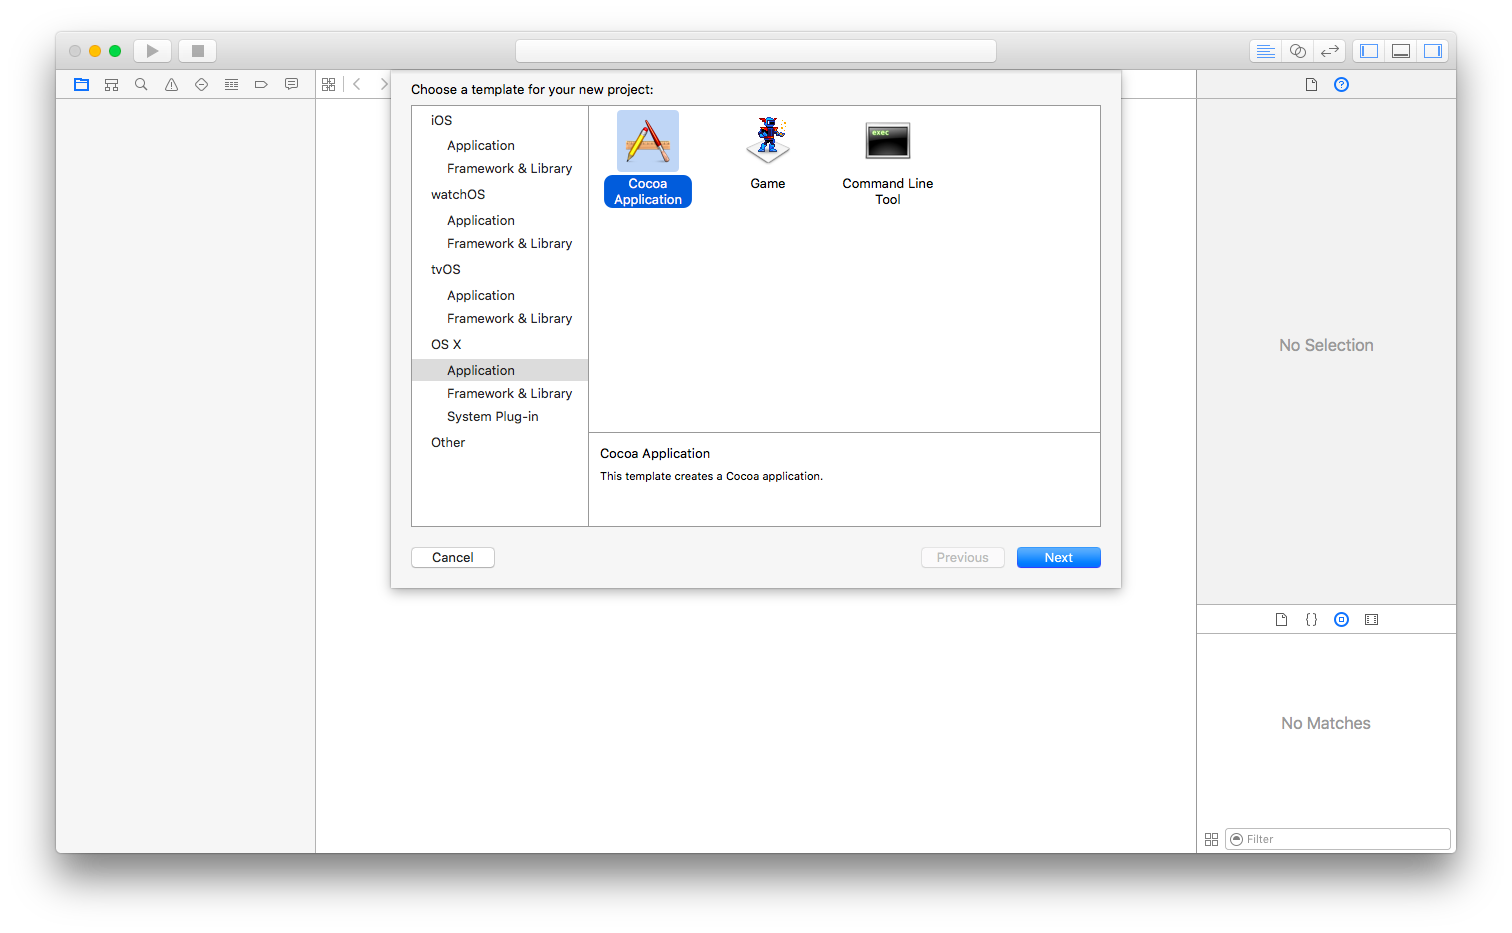 Choose a template for your new project:
iOS
Application
Framework & Library
watchOS
Application
Framework & Library
tvOS
Application
Framework & Library
OS X
Application
Framework & Library
System Plug-in
Other
Cocoa
Application
Game
exec
Command Line
Tool
Cocoa Application
This template creates a Cocoa application.
Cancel
Previous
Next
No Selection
{}
No Matches
Filter